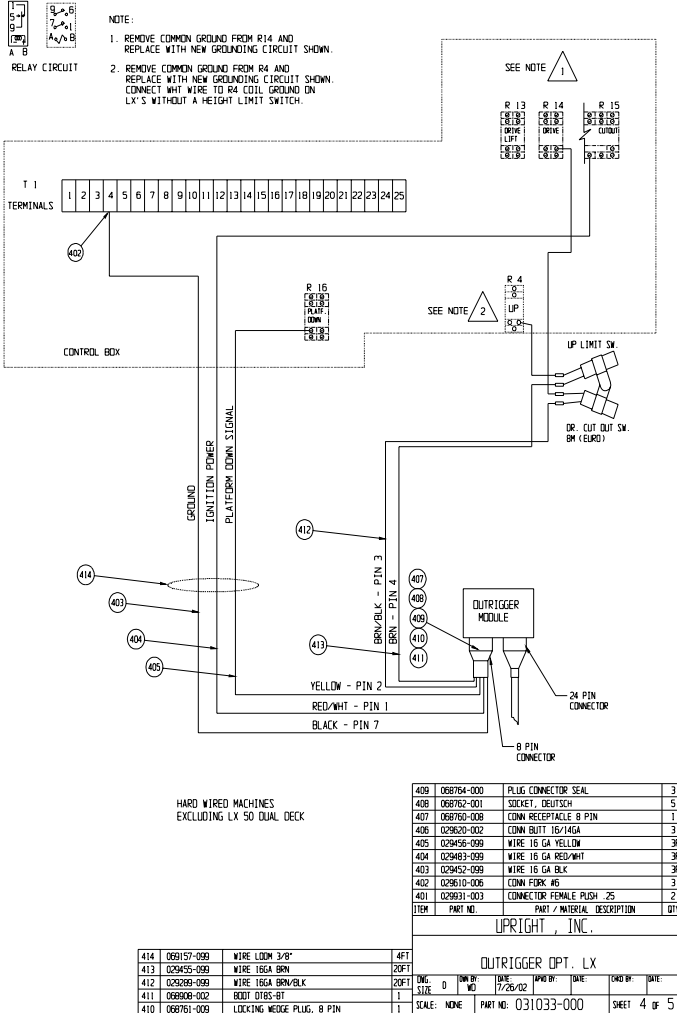 1
5
9
A B
9 6
7 1
A B
RELAY CIRCUIT
NOTE:
1. REMOVE COMMON GROUND FROM R14 AND
REPLACE WITH NEW GROUNDING CIRCUIT SHOWN.
2. REMOVE COMMON GROUND FROM R4 AND
REPLACE WITH NEW GROUNDING CIRCUIT SHOWN.
CONNECT WHT WIRE TO R4 COIL GROUND ON
LX'S WITHOUT A HEIGHT LIMIT SWITCH.
SEE NOTE 1
R 13 R 14 R 15
DRIVE LIFT
DRIVE
CUTOUT
T 1
TERMINALS
1 2 3 4 5 6 7 8 9 10 11 12 13 14 15 16 17 18 19 20 21 22 23 24 25
402
R 16
PLATF. DOWN
R 4
UP
SEE NOTE 2
CONTROL BOX
UP LIMIT SW.
DR. CUT OUT SW.
8M (EURO)
GROUND
IGNITION POWER
PLATFORM DOWN SIGNAL
412
414
403
404
405
BRN/BLK - PIN 3
BRN - PIN 4
413
407
408
409
410
411
OUTRIGGER
MODULE
YELLOW - PIN 2
RED/WHT - PIN 1
BLACK - PIN 7
24 PIN
CONNECTOR
8 PIN
CONNECTOR
HARD WIRED MACHINES
EXCLUDING LX 50 DUAL DECK
409 068764-000 PLUG CONNECTOR SEAL 3
408 068762-001 SOCKET, DEUTSCH 5
407 068760-008 CONN RECEPTACLE 8 PIN 1
406 029620-002 CONN BUTT 16/14GA 3
405 029456-099 WIRE 16 GA YELLOW
404 029483-099 WIRE 16 GA RED/WHT
403 029452-099 WIRE 16 GA BLK
402 029610-006 CONN FORK #6 3
401 029931-003 CONNECTOR FEMALE PUSH .25 2
ITEM PART NO. PART / MATERIAL DESCRIPTION
UPRIGHT , INC.
OUTRIGGER OPT. LX
414 069157-099 WIRE LOOM 3/8" 4FT
413 029455-099 WIRE 16GA BRN 20FT
412 029289-099 WIRE 16GA BRN/BLK 20FT
411 068908-002 BOOT DT8S-BT 1
410 068761-009 LOCKING WEDGE PLUG, 8 PIN 1
DWG. SIZE D DWN BY: WD DATE: 7/26/02 APVD BY: DATE: CHKD BY: DATE:
SCALE: NONE PART NO: 031033-000 SHEET 4 OF 5